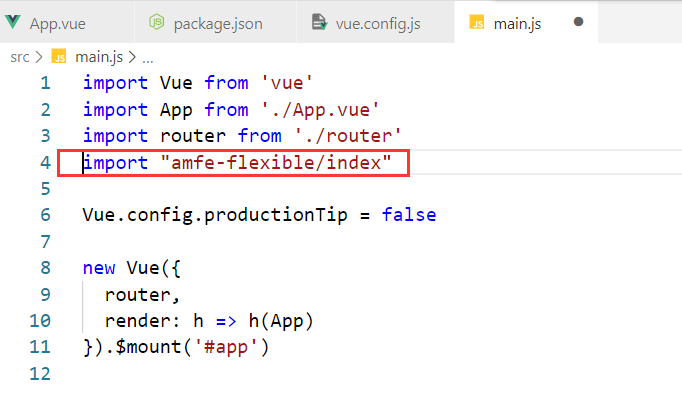 App.vue
package.json
vue.config.js
JS main.js
src > JS main.js > ...
1 import Vue from 'vue'
2 import App from './App.vue'
3 import router from './router'
4 import "amfe-flexible/index"
5
6 Vue.config.productionTip = false
7
8 new Vue({
9   router,
10   render: h => h(App)
11 }).$mount('#app')
12